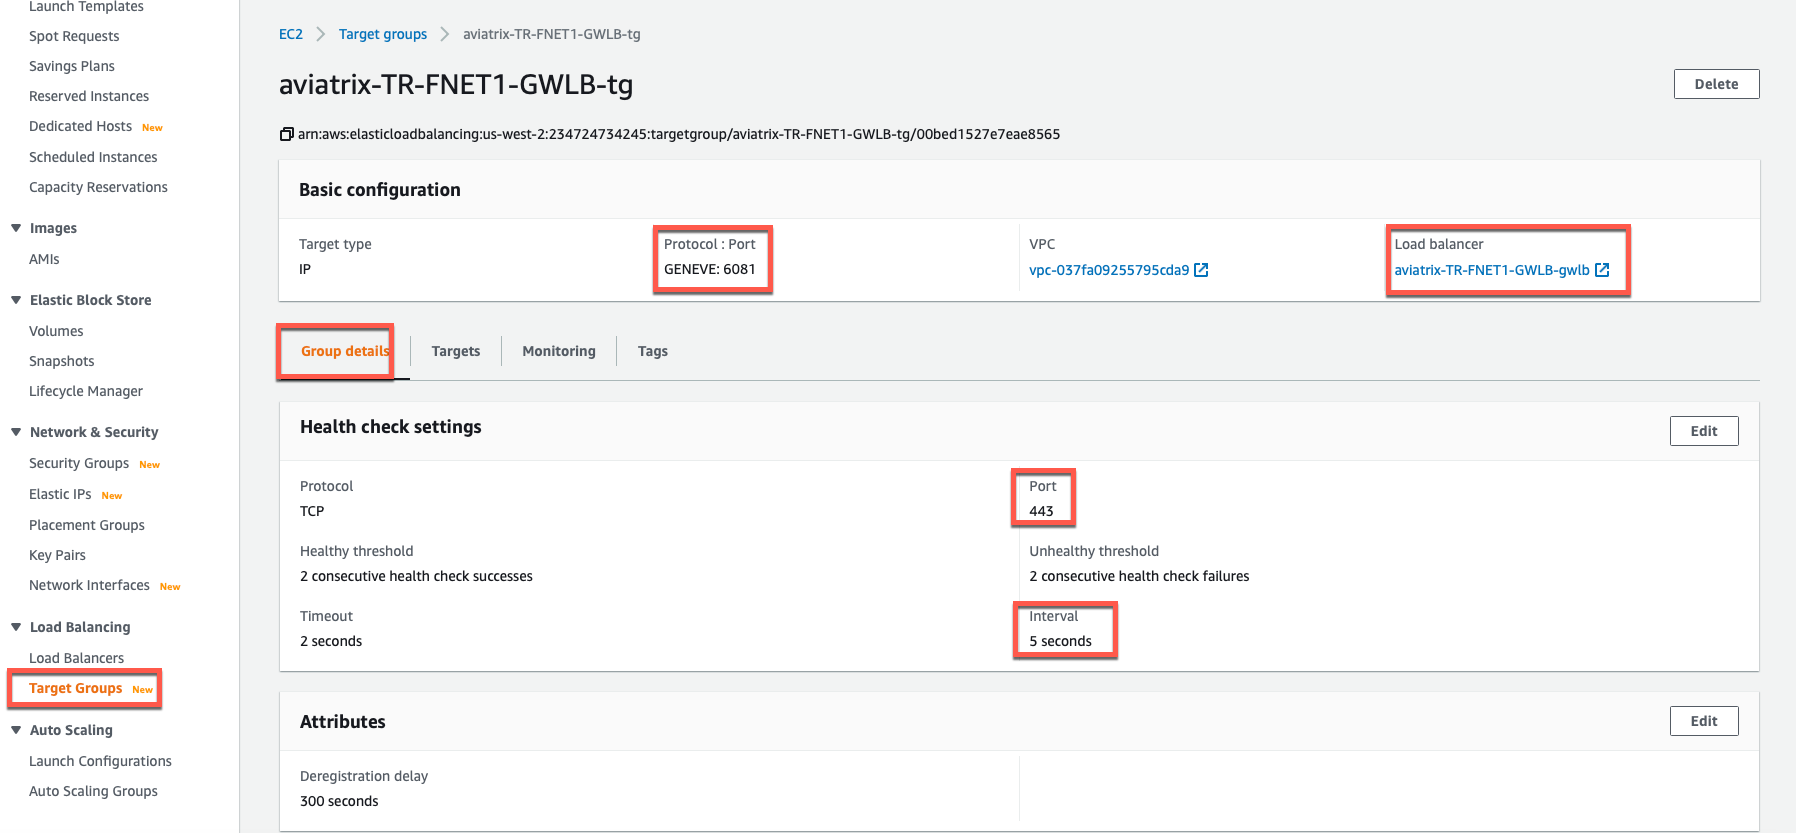 Launch Templates
Spot Requests
Savings Plans
Reserved Instances
Dedicated Hosts New
Scheduled Instances
Capacity Reservations
Images
AMIs
Elastic Block Store
Volumes
Snapshots
Lifecycle Manager
Network & Security
Security Groups New
Elastic IPs New
Placement Groups
Key Pairs
Network Interfaces New
Load Balancing
Load Balancers
Target Groups New
Auto Scaling
Launch Configurations
Auto Scaling Groups
EC2 > Target groups > aviatrix-TR-FNET1-GWLB-tg
aviatrix-TR-FNET1-GWLB-tg
Delete
arn:aws:elasticloadbalancing:us-west-2:234724734245:targetgroup/aviatrix-TR-FNET1-GWLB-tg/00bed1527e7eae8565
Basic configuration
Target type
IP
Protocol : Port
GENEVE: 6081
VPC
vpc-037fa09255795cda9
Load balancer
aviatrix-TR-FNET1-GWLB-gwlb
Group details
Targets
Monitoring
Tags
Health check settings
Edit
Protocol
TCP
Port
443
Healthy threshold
2 consecutive health check successes
Unhealthy threshold
2 consecutive health check failures
Timeout
2 seconds
Interval
5 seconds
Attributes
Edit
Deregistration delay
300 seconds